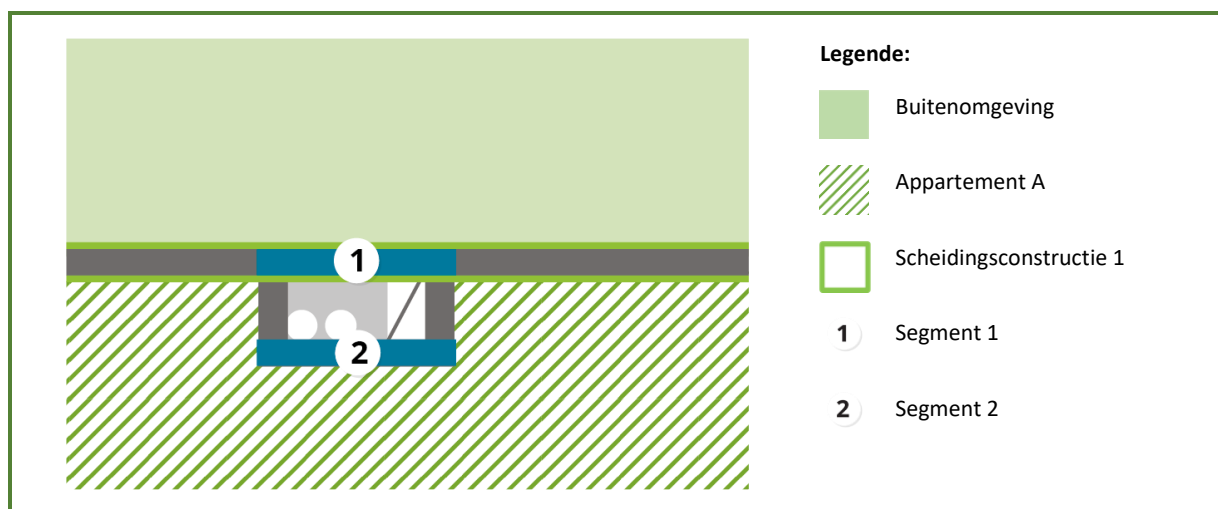 Legende:
Buitenomgeving
Appartement A
Scheidingsconstructie 1
1 Segment 1
2 Segment 2
1
2